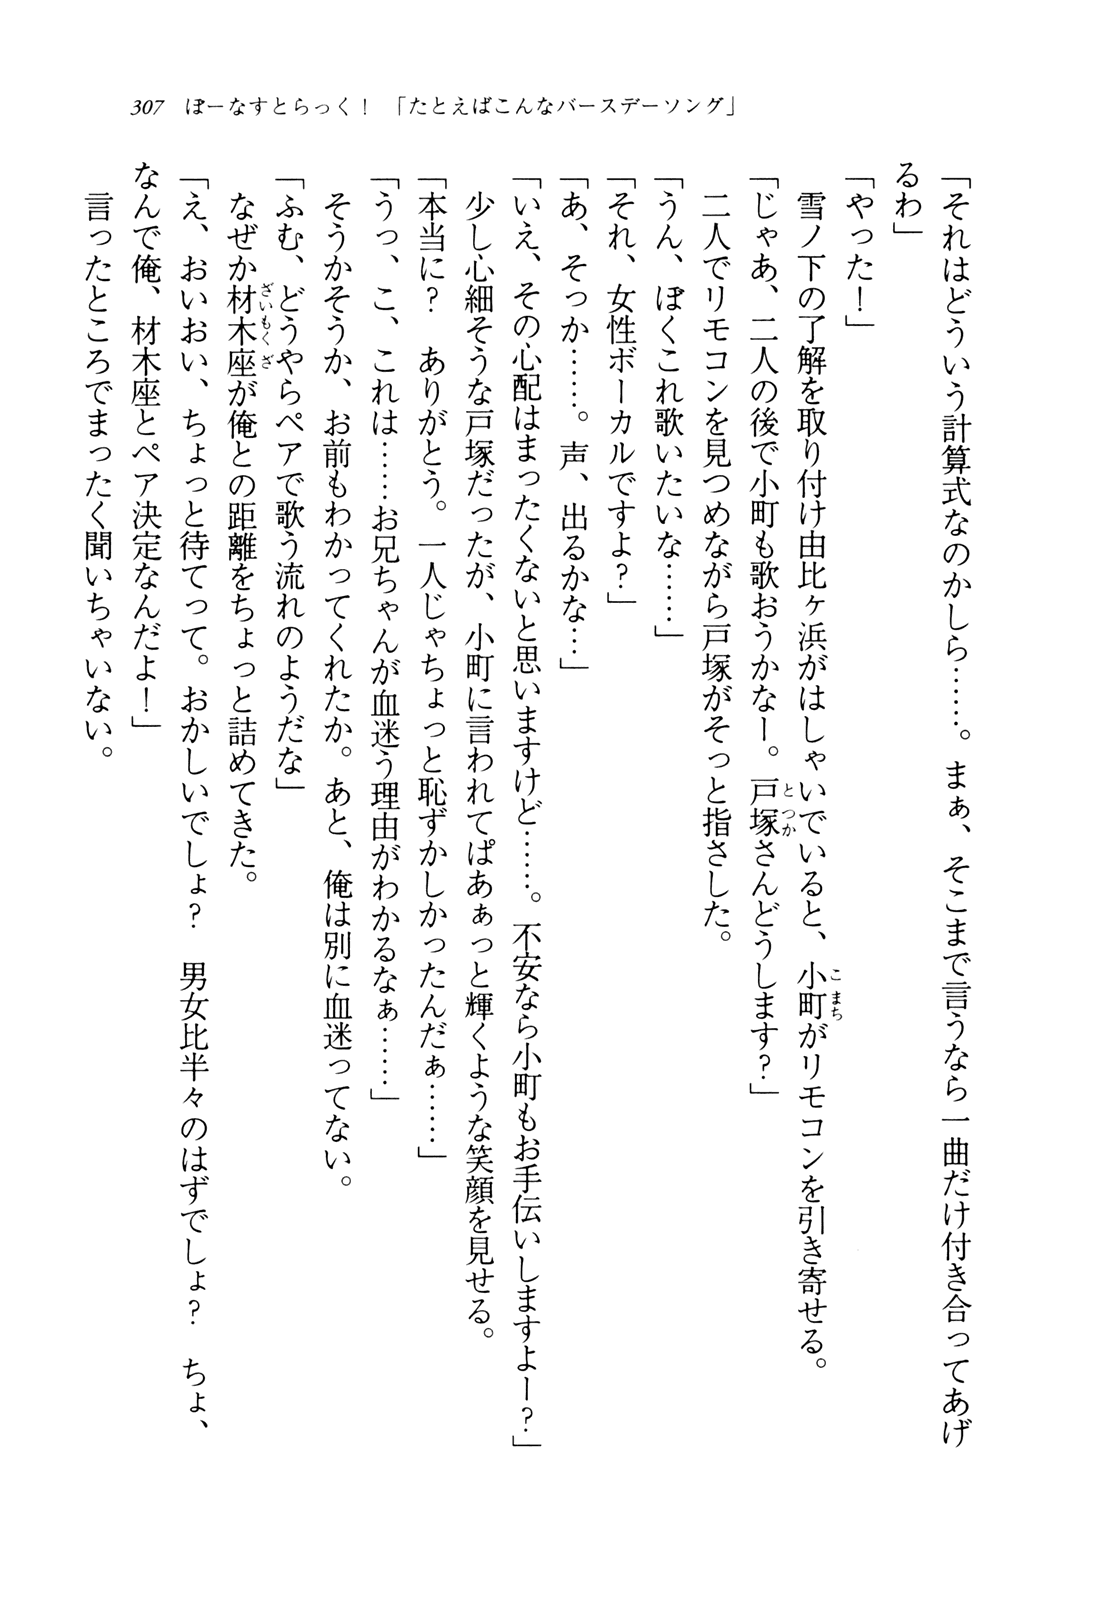 307 ぼーなすとらっく！「たとえばこんなバースデーソング」
「それはどういう計算式なのかしら……。まぁ、そこまで言うなら一曲だけ付き合ってあげ
るわ」
「やった！」
　雪ノ下の了解を取り付け由比ヶ浜がはしゃいでいると、小町がリモコンを引き寄せる。
こまち
「じゃあ、二人の後で小町も歌おうかなー。戸塚さんどうします？」
とつか
　二人でリモコンを見つめながら戸塚がそっと指さした。
「うん、ぼくこれ歌いたいな……」
「それ、女性ボーカルですよ？」
「あ、そっか……。声、出るかな…」
「いえ、その心配はまったくないと思いますけど……。不安なら小町もお手伝いしますよー？」
　少し心細そうな戸塚だったが、小町に言われてぱあぁっと輝くような笑顔を見せる。
「本当に？　ありがとう。一人じゃちょっと恥ずかしかったんだぁ……」
「うっ、こ、これは……お兄ちゃんが血迷う理由がわかるなぁ……」
　そうかそうか、お前もわかってくれたか。あと、俺は別に血迷ってない。
「ふむ、どうやらペアで歌う流れのようだな」
　なぜか材木座が俺との距離をちょっと詰めてきた。
ざいもくざ
「え、おいおい、ちょっと待てって。おかしいでしょ？　男女比半々のはずでしょ？　ちょ、
なんで俺、材木座とペア決定なんだよ！」
　言ったところでまったく聞いちゃいない。